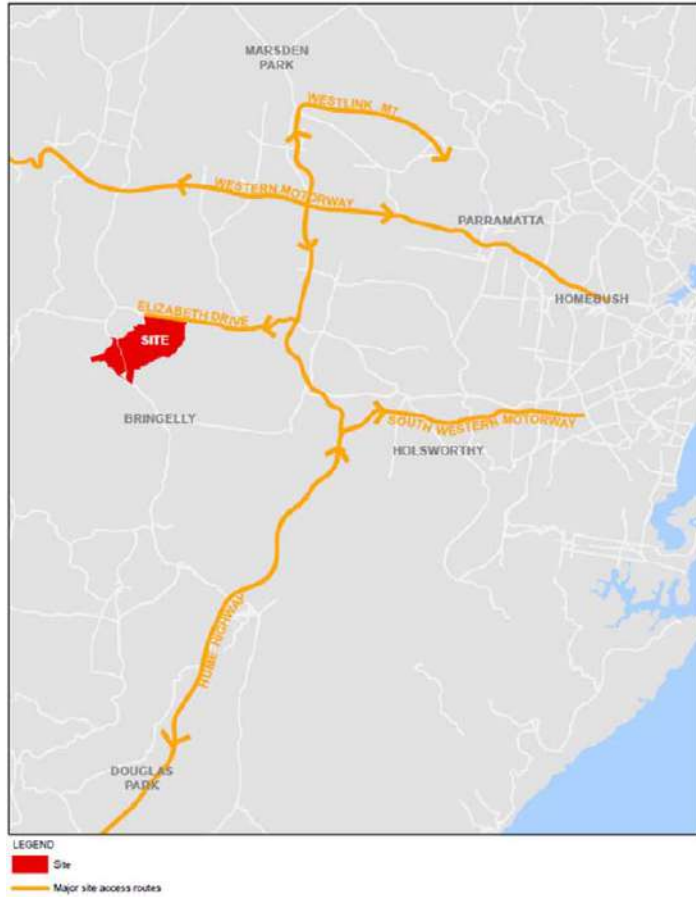 MARSDEN
PARK
WESTLINK M7
WESTERN MOTORWAY
PARRAMATTA
HOMEBUSH
ELIZABETH DRIVE
SITE
BRINGELLY
SOUTH WESTERN MOTORWAY
HOLSWORTHY
HUME HIGHWAY
DOUGLAS
PARK
LEGEND
Site
Major site access routes